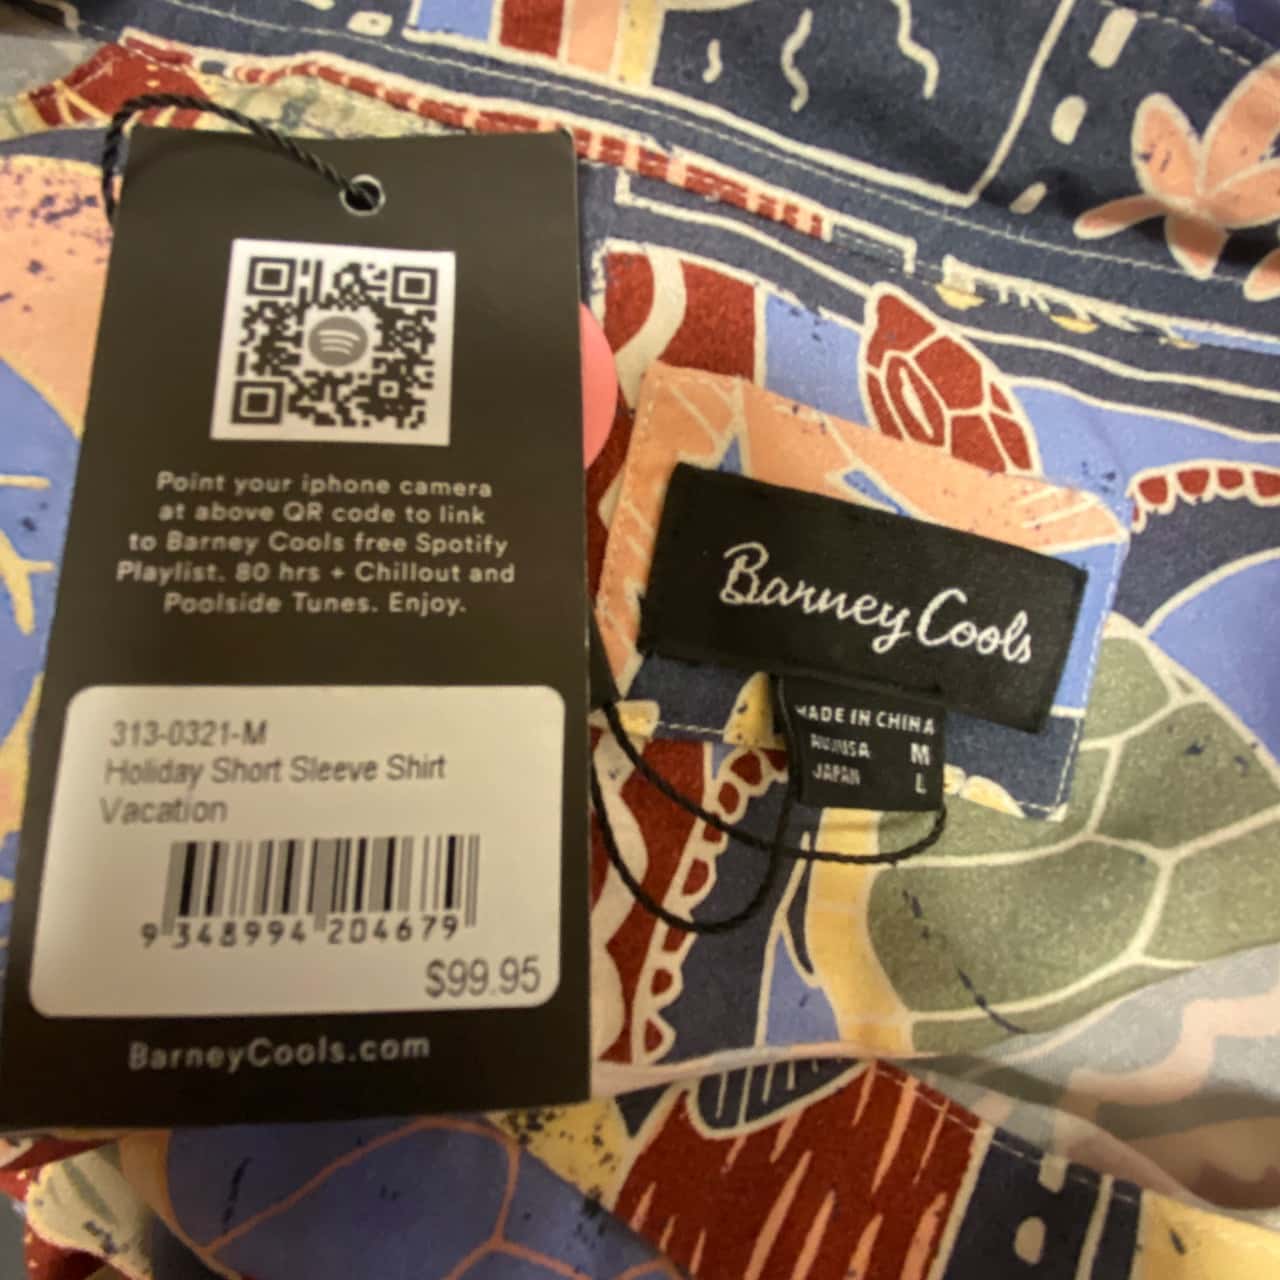 Point your iphone camera
at above QR code to link
to Barney Cools free Spotify
Playlist. 80 hrs + Chillout and
Poolside Tunes. Enjoy.
313-0321-M
Holiday Short Sleeve Shirt
Vacation
9 348994 204679
$99.95
BarneyCools.com
Barney Cools
MADE IN CHINA
AU/USA M
JAPAN L